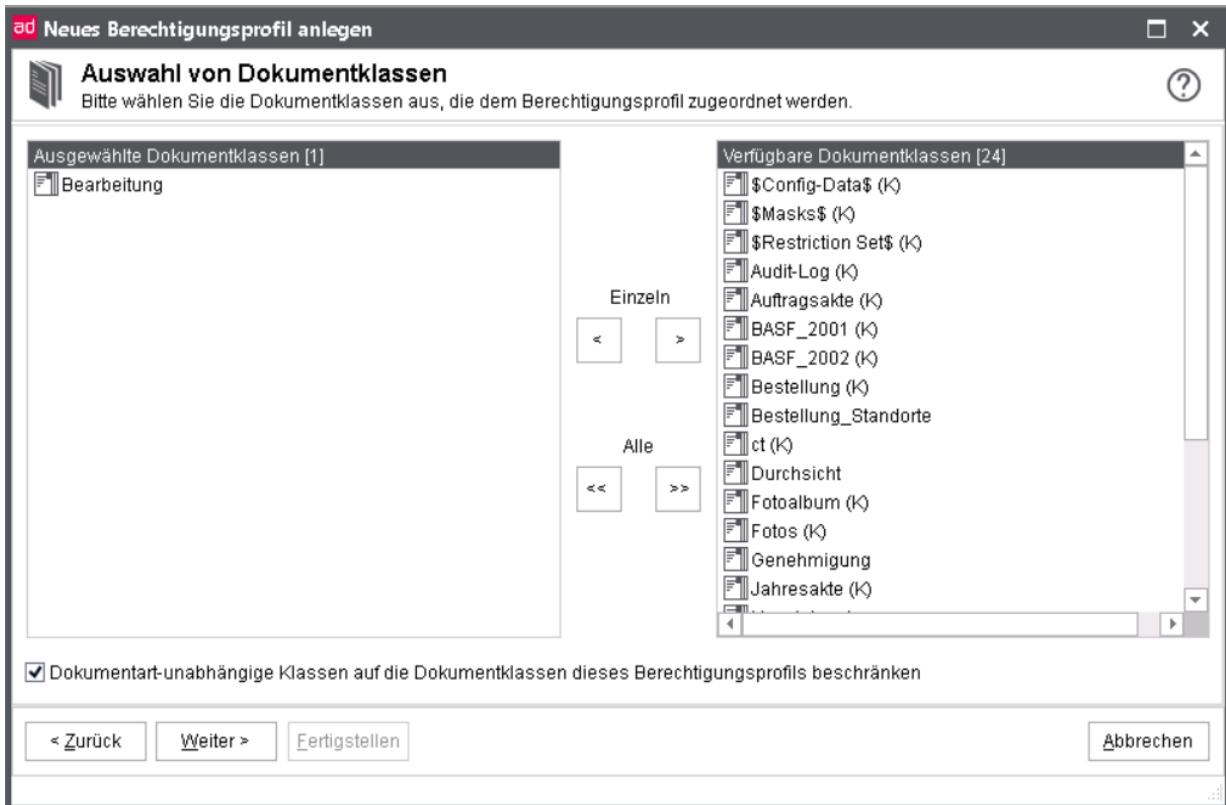 ad Neues Berechtigungsprofil anlegen
Auswahl von Dokumentklassen
Bitte wählen Sie die Dokumentklassen aus, die dem Berechtigungsprofil zugeordnet werden.
Ausgewählte Dokumentklassen [1]
Bearbeitung
Einzeln
< >
Alle
<< >>
Verfügbare Dokumentklassen [24]
$Config-Data$ (K)
$Masks$ (K)
$Restriction Set$ (K)
Audit-Log (K)
Auftragsakte (K)
BASF_2001 (K)
BASF_2002 (K)
Bestellung (K)
Bestellung_Standorte
ct (K)
Durchsicht
Fotoalbum (K)
Fotos (K)
Genehmigung
Jahresakte (K)
Dokumentart-unabhängige Klassen auf die Dokumentklassen dieses Berechtigungsprofils beschränken
< Zurück Weiter > Fertigstellen Abbrechen